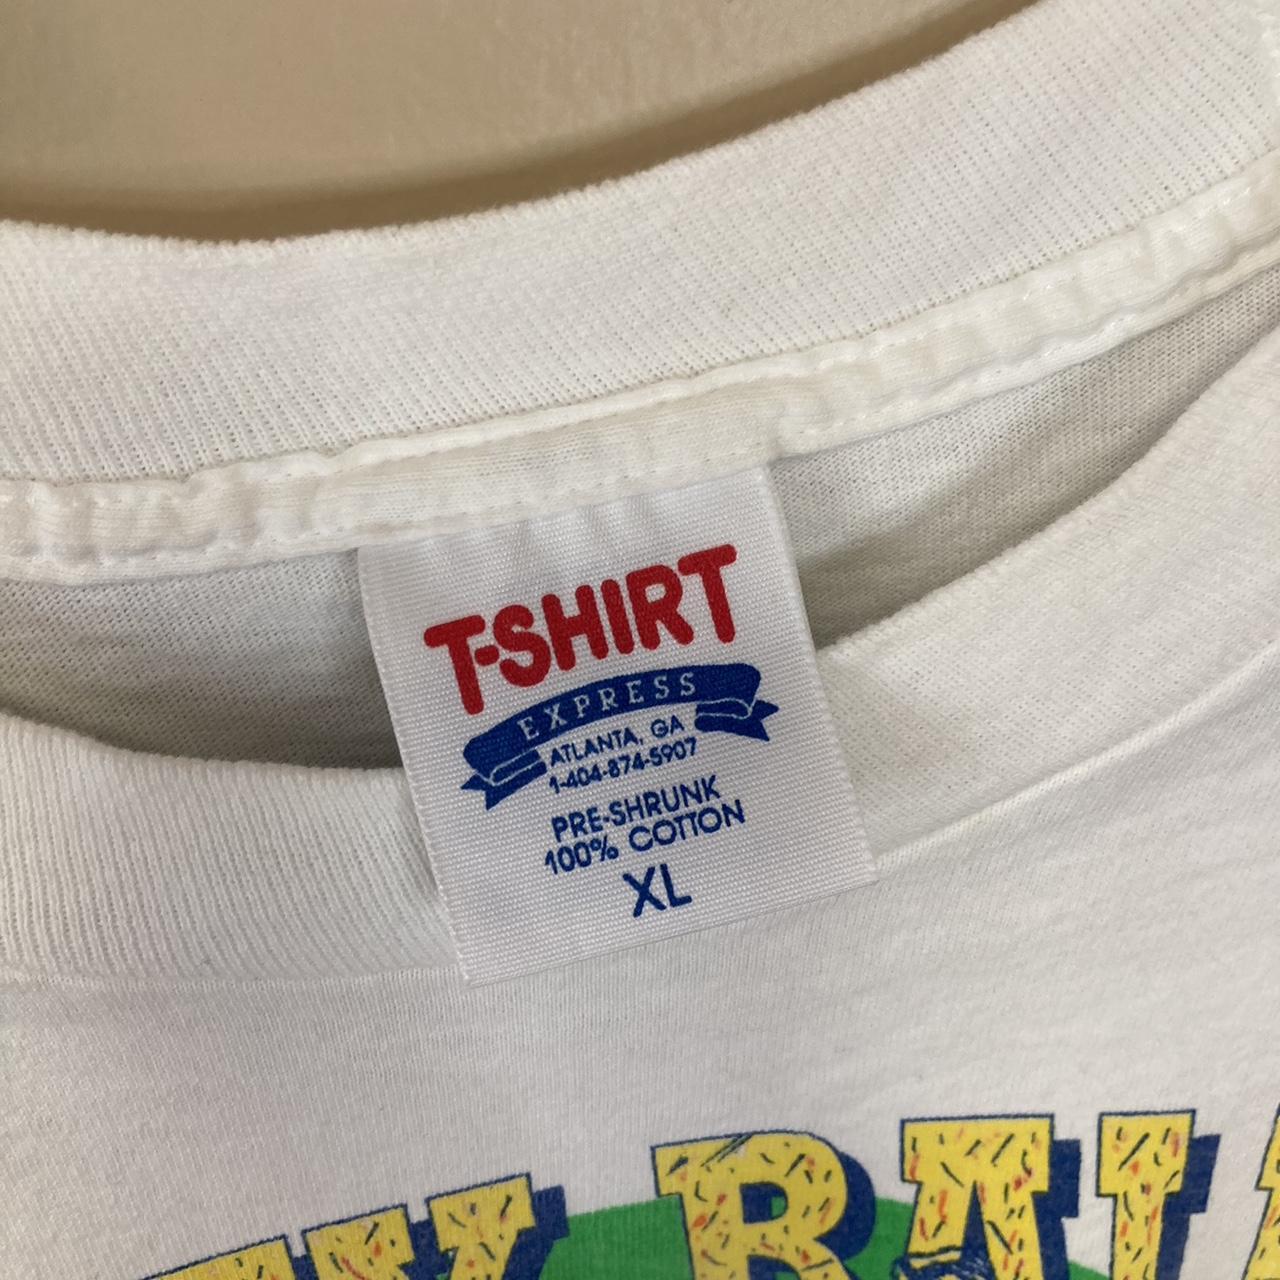 T-SHIRT
EXPRESS
ATLANTA, GA
1-404-874-5907
PRE-SHRUNK
100% COTTON
XL